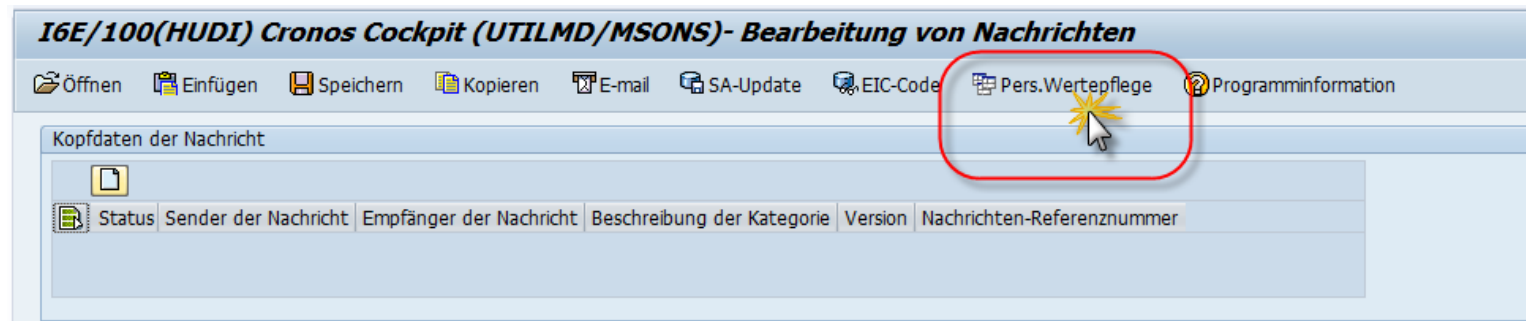 I6E/100(HUDI) Cronos Cockpit (UTILMD/MSONS)- Bearbeitung von Nachrichten
Öffnen Einfügen Speichern Kopieren E-mail SA-Update EIC-Code Pers.Wertepflege Programminformation
Kopfdaten der Nachricht
Status Sender der Nachricht Empfänger der Nachricht Beschreibung der Kategorie Version Nachrichten-Referenznummer